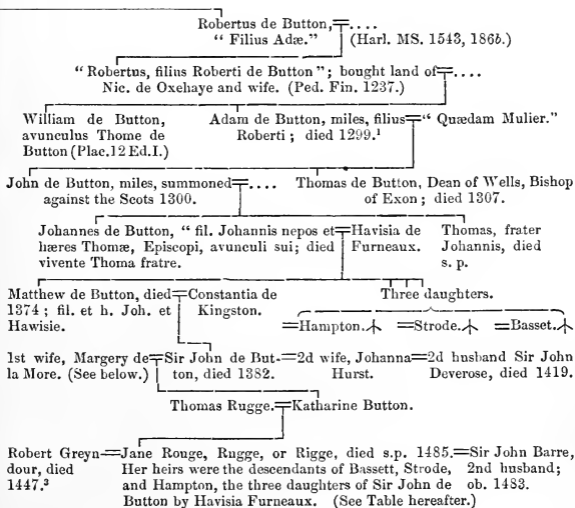 Robertus de Button,=....
"Filius Adæ." (Harl. MS. 1543, 186b.)
"Robertus, filius Roberti de Button"; bought land of=....
Nic. de Oxehaye and wife. (Ped. Fin. 1237.)
William de Button, Adam de Button, miles, filius="Quædam Mulier."
avunculus Thome de Roberti; died 1299.¹
Button (Plac.12 Ed.I.)
John de Button, miles, summoned=.... Thomas de Button, Dean of Wells, Bishop
against the Scots 1300. of Exon; died 1307.
Johannes de Button, "fil. Johannis nepos et=Havisia de Thomas, frater
hæres Thomæ, Episcopi, avunculi sui; died Furneaux. Johannis, died
vivente Thoma fratre. s. p.
Matthew de Button, died=Constantia de Three daughters.
1374; fil. et h. Joh. et Kingston.
Hawisie. =Hampton. =Strode. =Basset.
1st wife, Margery de=Sir John de But-=2d wife, Johanna=2d husband Sir John
la More. (See below.) ton, died 1382. Hurst. Deverose, died 1419.
Thomas Rugge.=Katharine Button.
Robert Greyn-=Jane Rouge, Rugge, or Rigge, died s.p. 1485.=Sir John Barre,
dour, died Her heirs were the descendants of Bassett, Strode, 2nd husband;
1447.³ and Hampton, the three daughters of Sir John de ob. 1483.
Button by Havisia Furneaux. (See Table hereafter.)